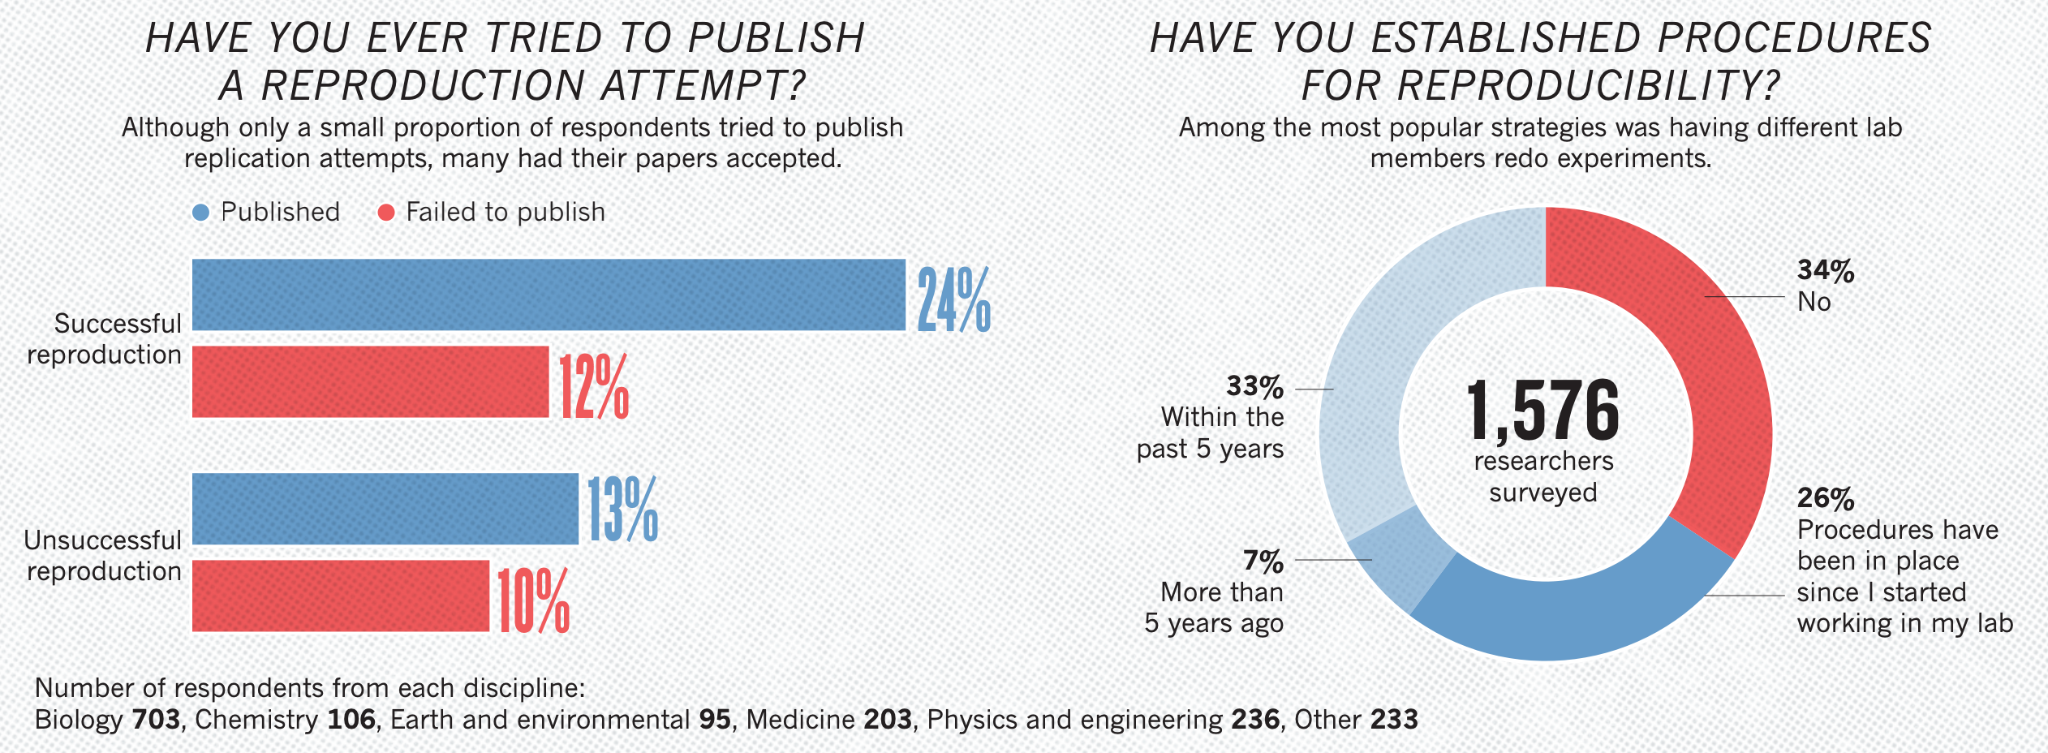 HAVE YOU EVER TRIED TO PUBLISH
A REPRODUCTION ATTEMPT?
Although only a small proportion of respondents tried to publish
replication attempts, many had their papers accepted.
Published
Failed to publish
Successful
reproduction
24%
12%
Unsuccessful
reproduction
13%
10%
HAVE YOU ESTABLISHED PROCEDURES
FOR REPRODUCIBILITY?
Among the most popular strategies was having different lab
members redo experiments.
34%
No
26%
Procedures have
been in place
since I started
working in my lab
7%
More than
5 years ago
33%
Within the
past 5 years
1,576
researchers
surveyed
Number of respondents from each discipline:
Biology 703, Chemistry 106, Earth and environmental 95, Medicine 203, Physics and engineering 236, Other 233